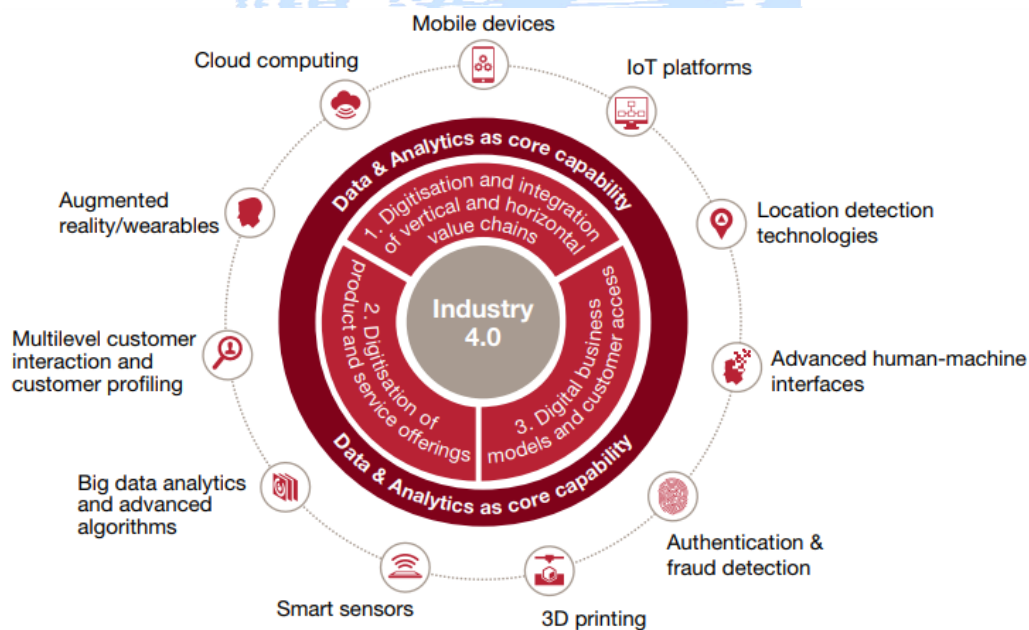 Mobile devices
Cloud computing
IoT platforms
Data & Analytics as core capability
1. Digitisation and integration
of vertical and horizontal
value chains
Augmented
reality/wearables
Location detection
technologies
Industry
4.0
2. Digitisation of
product and service offerings
3. Digital business
models and customer access
Multilevel customer
interaction and
customer profiling
Advanced human-machine
interfaces
Data & Analytics as core capability
Big data analytics
and advanced
algorithms
Authentication &
fraud detection
Smart sensors
3D printing